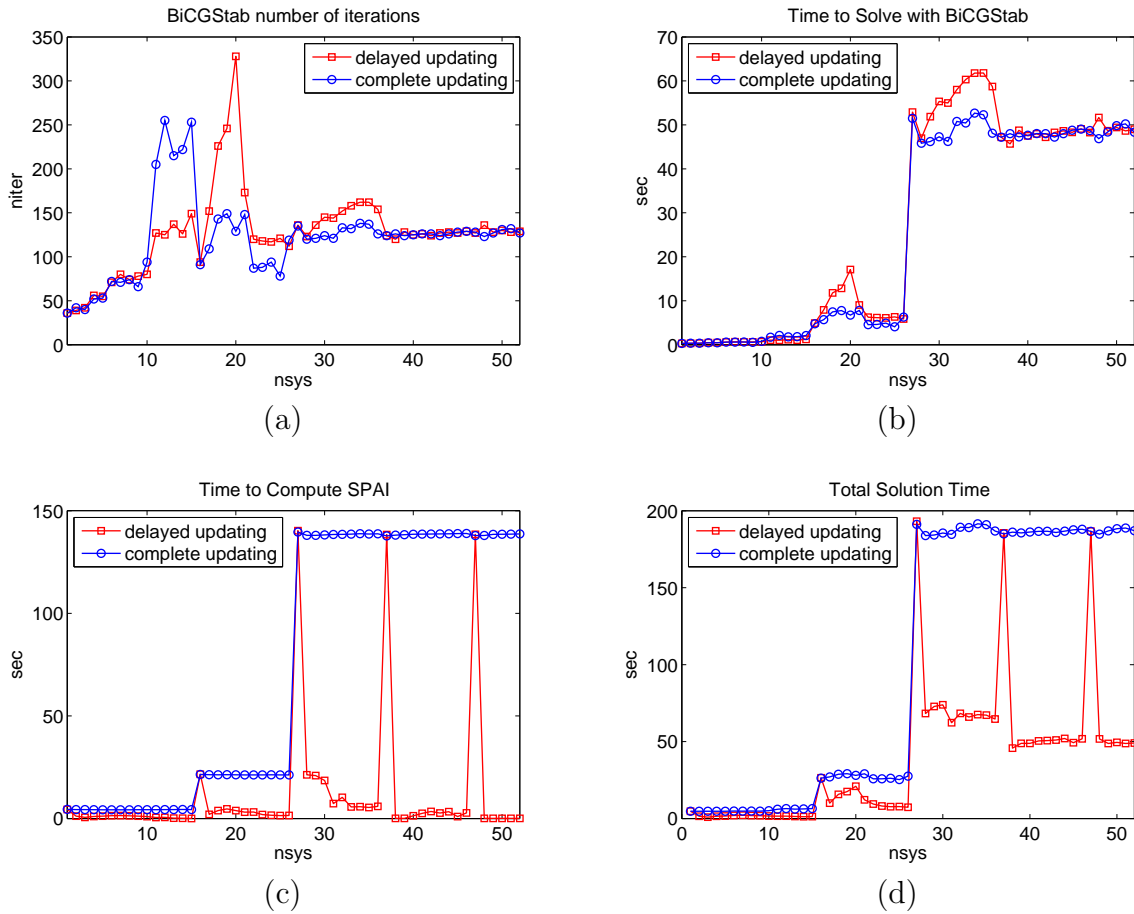 BiCGStab number of iterations
350
300
250
200
150
100
50
0
niter
10
20
30
40
50
nsys
delayed updating
complete updating
(a)
Time to Solve with BiCGStab
70
60
50
40
30
20
10
0
sec
10
20
30
40
50
nsys
delayed updating
complete updating
(b)
Time to Compute SPAI
150
100
50
0
sec
10
20
30
40
50
nsys
delayed updating
complete updating
(c)
Total Solution Time
200
150
100
50
0
sec
0
10
20
30
40
50
nsys
delayed updating
complete updating
(d)